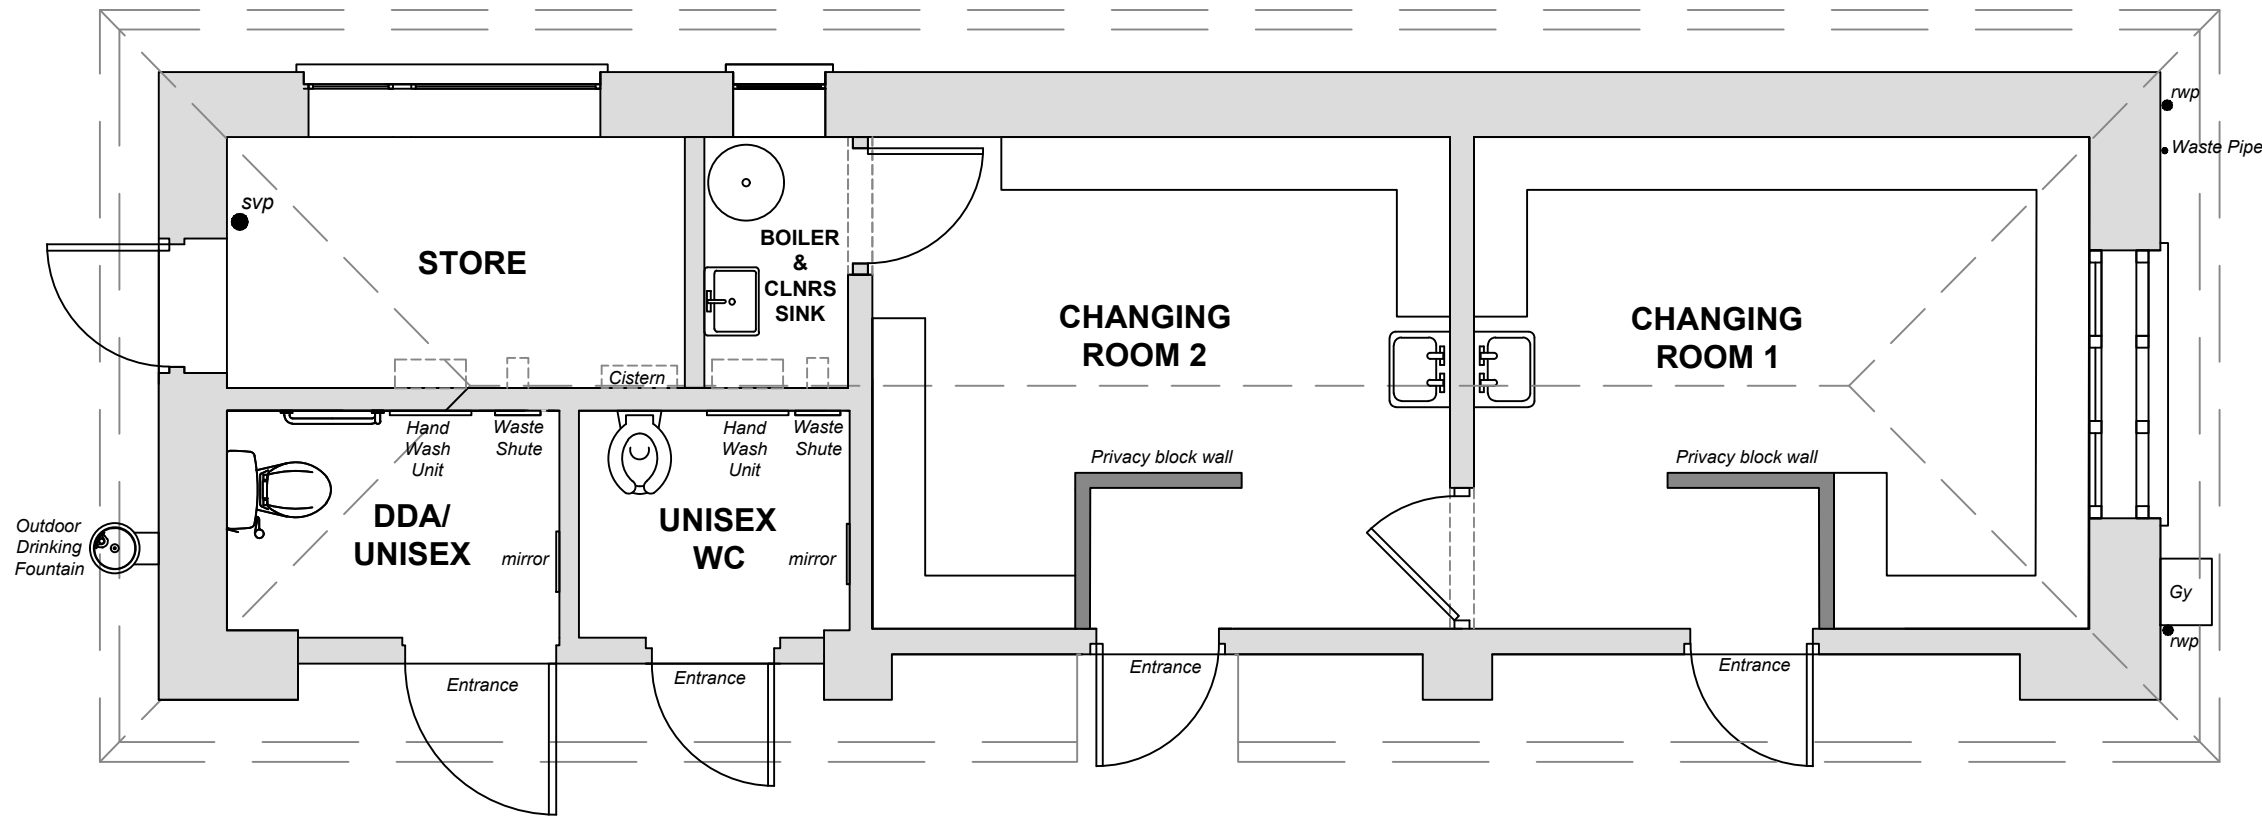 rwp
Waste Pipe
svp
STORE
BOILER
&
CLNRS
SINK
CHANGING
ROOM 2
CHANGING
ROOM 1
Cistern
Hand
Wash
Unit
Waste
Shute
Hand
Wash
Unit
Waste
Shute
Privacy block wall
Privacy block wall
DDA/
UNISEX
UNISEX
WC
mirror
mirror
Outdoor
Drinking
Fountain
Gy
rwp
Entrance
Entrance
Entrance
Entrance